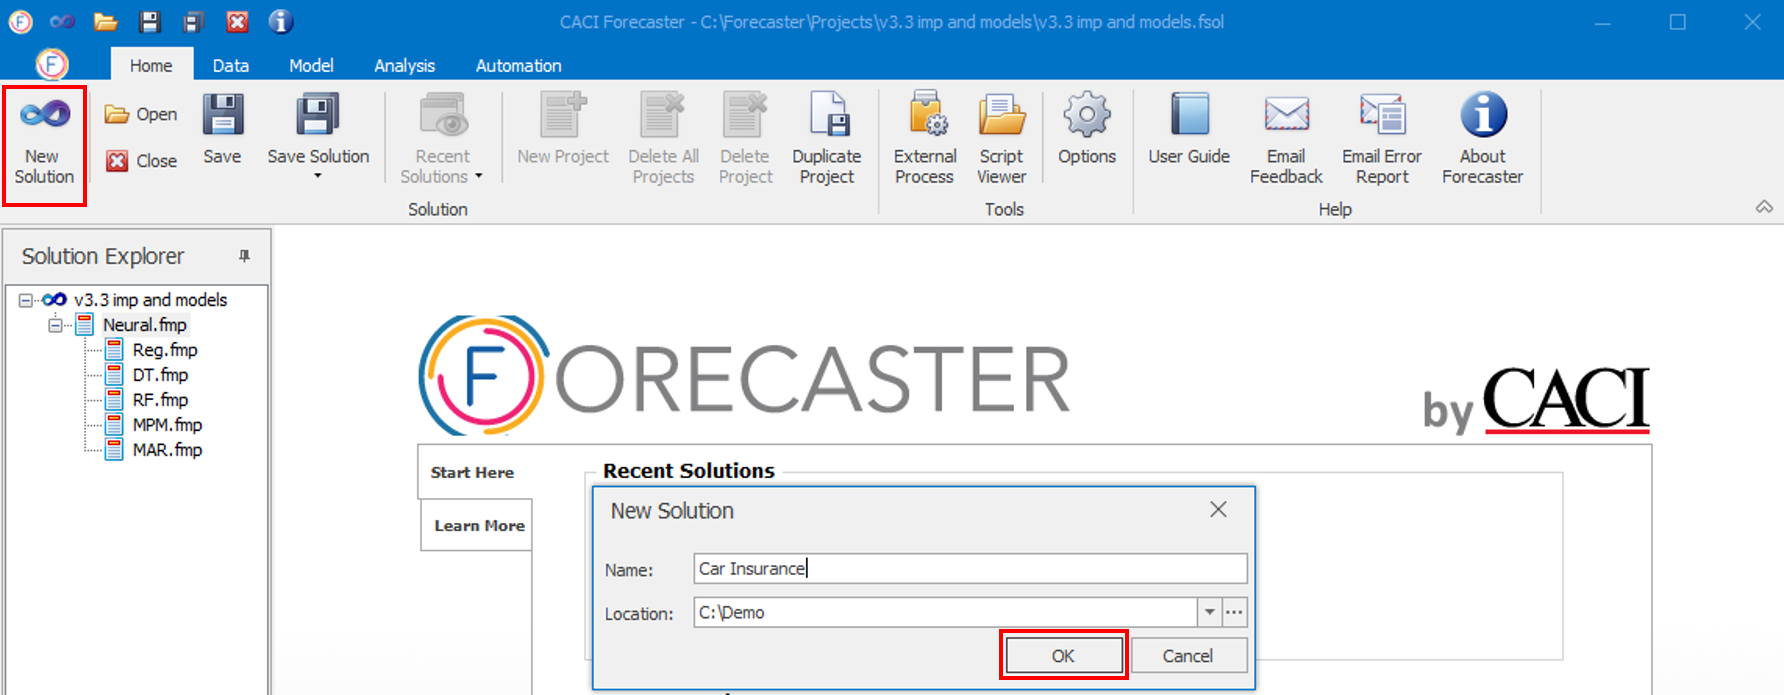 CACI Forecaster - C:\Forecaster\Projects\v3.3 imp and models\v3.3 imp and models.fsol
Home Data Model Analysis Automation
New Solution
Open
Close
Save
Save Solution
Recent Solutions
New Project
Delete All Projects
Delete Project
Duplicate Project
External Process
Script Viewer
Options
User Guide
Email Feedback
Email Error Report
About Forecaster
Solution Tools Help
Solution Explorer
v3.3 imp and models
Neural.fmp
Reg.fmp
DT.fmp
RF.fmp
MPM.fmp
MAR.fmp
FORECASTER
by CACI
Start Here
Learn More
Recent Solutions
New Solution
Name: Car Insurance
Location: C:\Demo
OK Cancel